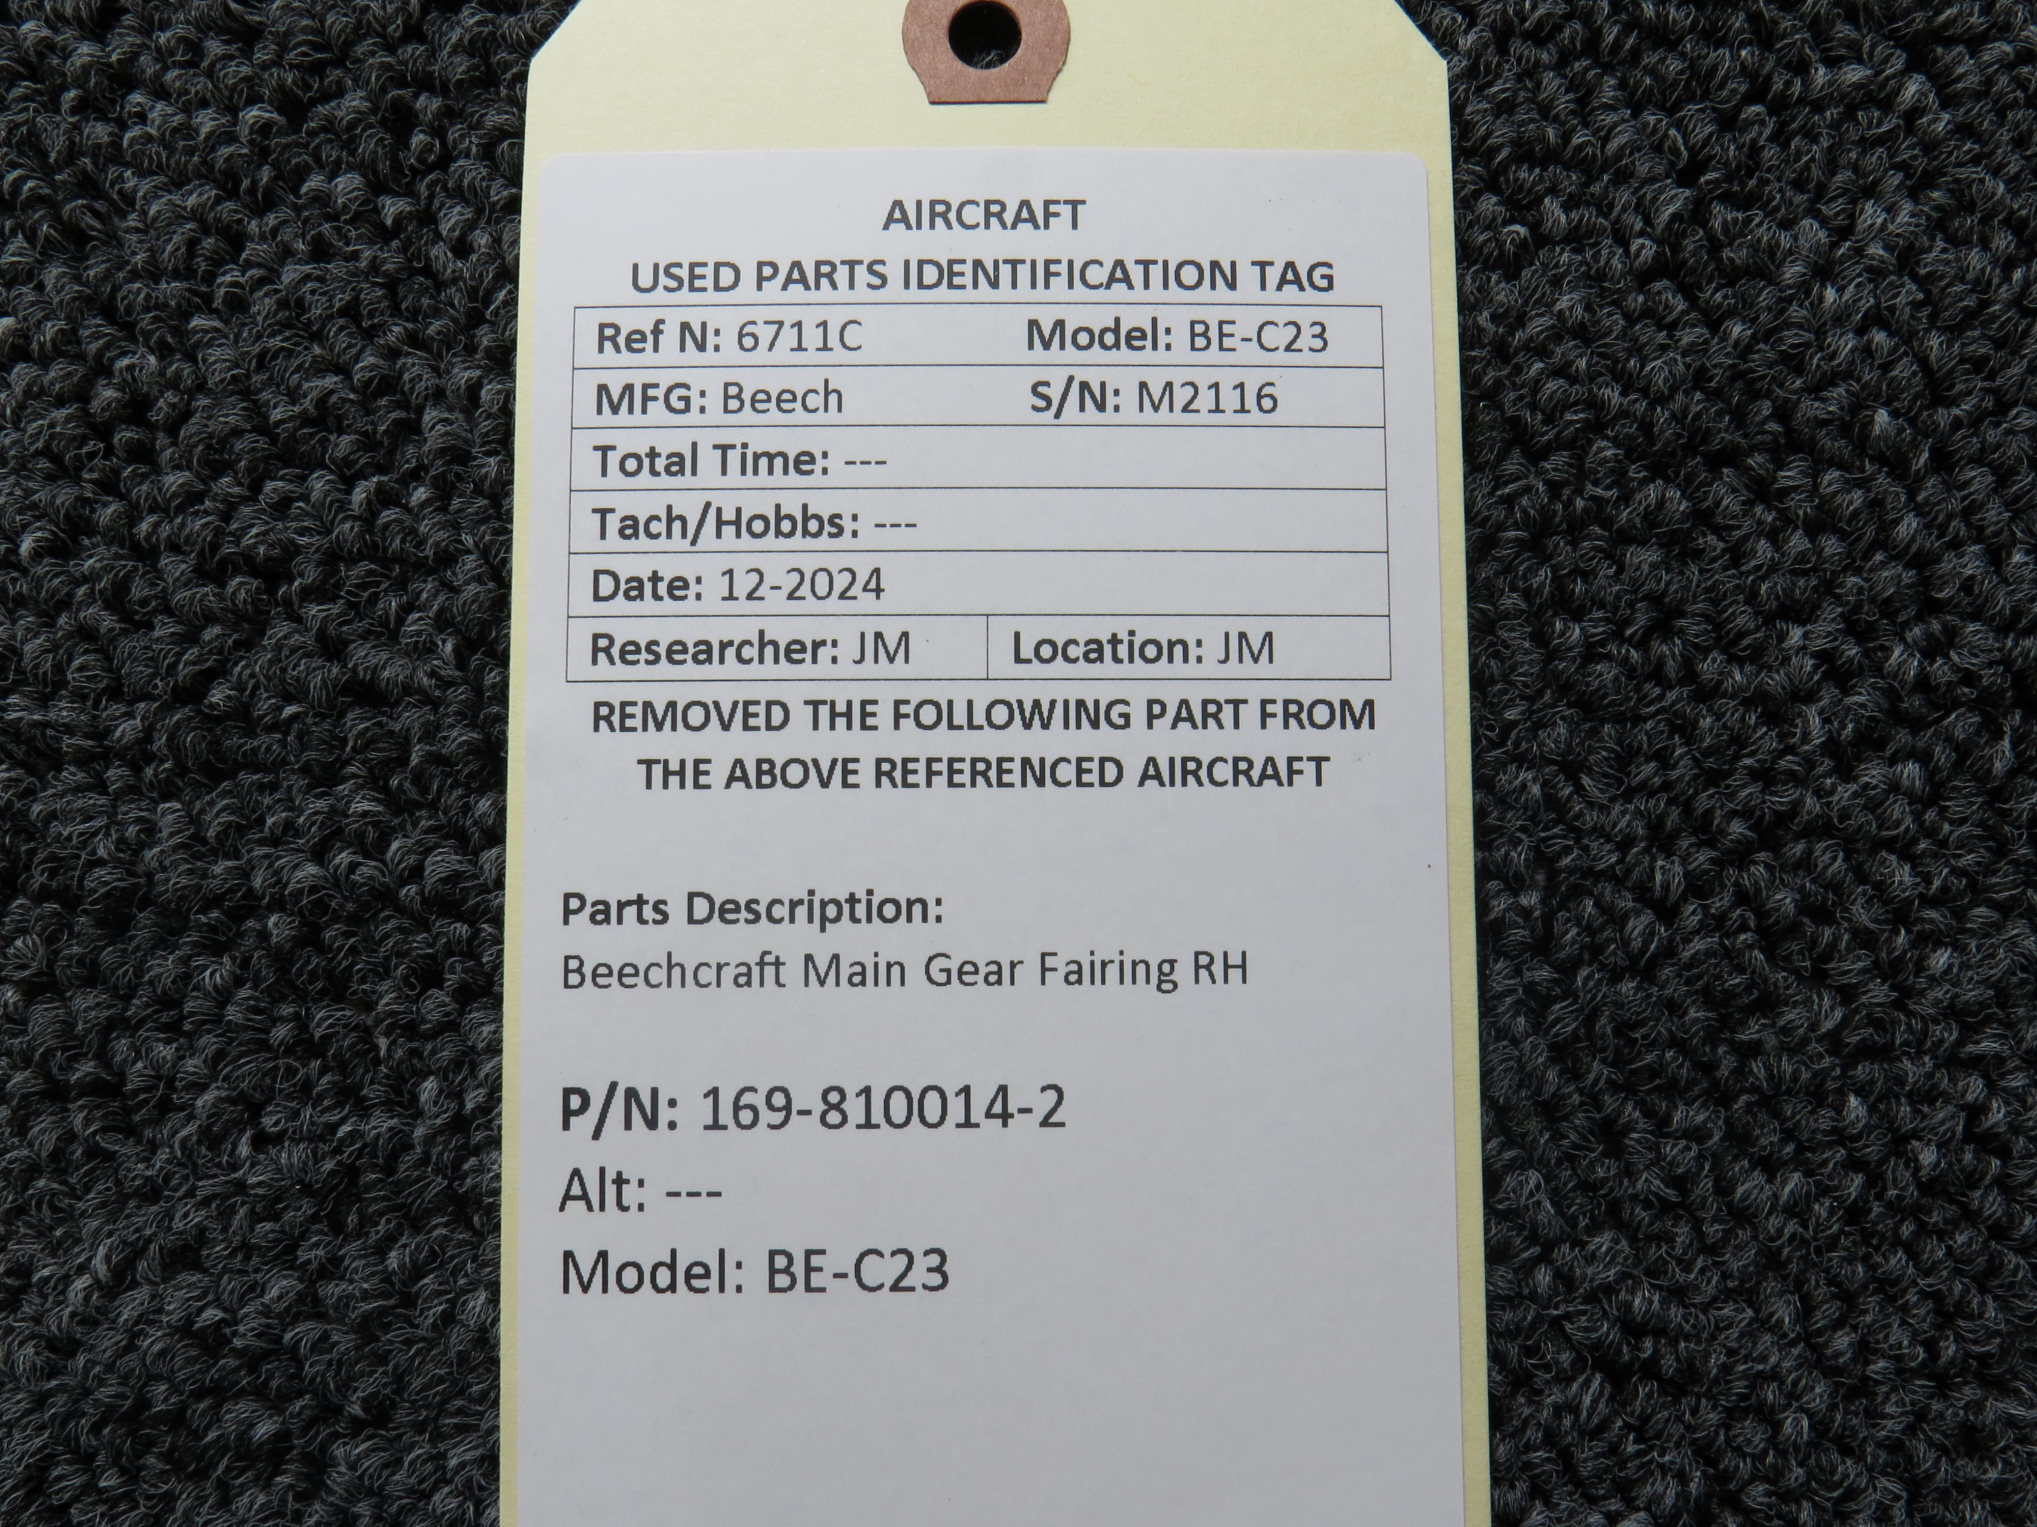 AIRCRAFT
USED PARTS IDENTIFICATION TAG
Ref N: 6711C Model: BE-C23
MFG: Beech S/N: M2116
Total Time: ---
Tach/Hobbs: ---
Date: 12-2024
Researcher: JM Location: JM
REMOVED THE FOLLOWING PART FROM
THE ABOVE REFERENCED AIRCRAFT
Parts Description:
Beechcraft Main Gear Fairing RH
P/N: 169-810014-2
Alt: ---
Model: BE-C23